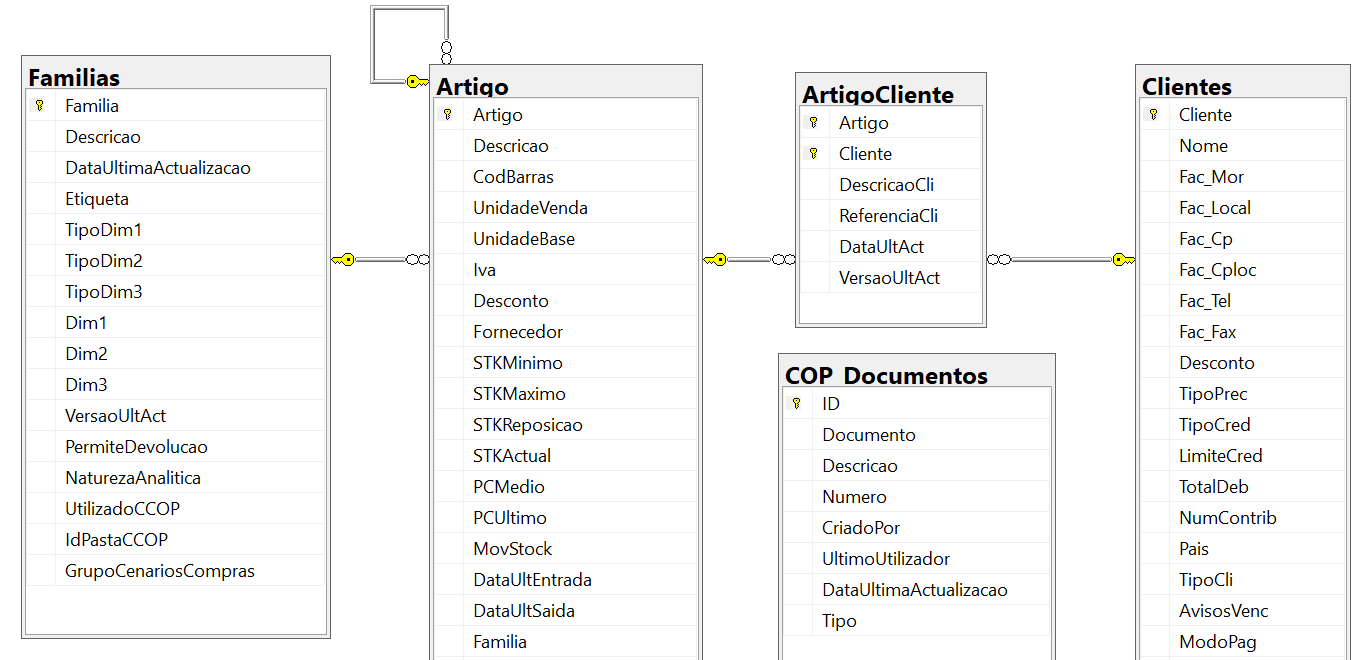 Familias
Familia
Descricao
DataUltimaActualizacao
Etiqueta
TipoDim1
TipoDim2
TipoDim3
Dim1
Dim2
Dim3
VersaoUltAct
PermiteDevolucao
NaturezaAnalitica
UtilizadoCCOP
IdPastaCCOP
GrupoCenariosCompras
Artigo
Artigo
Descricao
CodBarras
UnidadeVenda
UnidadeBase
Iva
Desconto
Fornecedor
STKMinimo
STKMaximo
STKReposicao
STKActual
PCMedio
PCUltimo
MovStock
DataUltEntrada
DataUltSaida
Familia
ArtigoCliente
Artigo
Cliente
DescricaoCli
ReferenciaCli
DataUltAct
VersaoUltAct
COP_Documentos
ID
Documento
Descricao
Numero
CriadoPor
UltimoUtilizador
DataUltimaActualizacao
Tipo
Clientes
Cliente
Nome
Fac_Mor
Fac_Local
Fac_Cp
Fac_Cploc
Fac_Tel
Fac_Fax
Desconto
TipoPrec
TipoCred
LimiteCred
TotalDeb
NumContrib
Pais
TipoCli
AvisosVenc
ModoPag